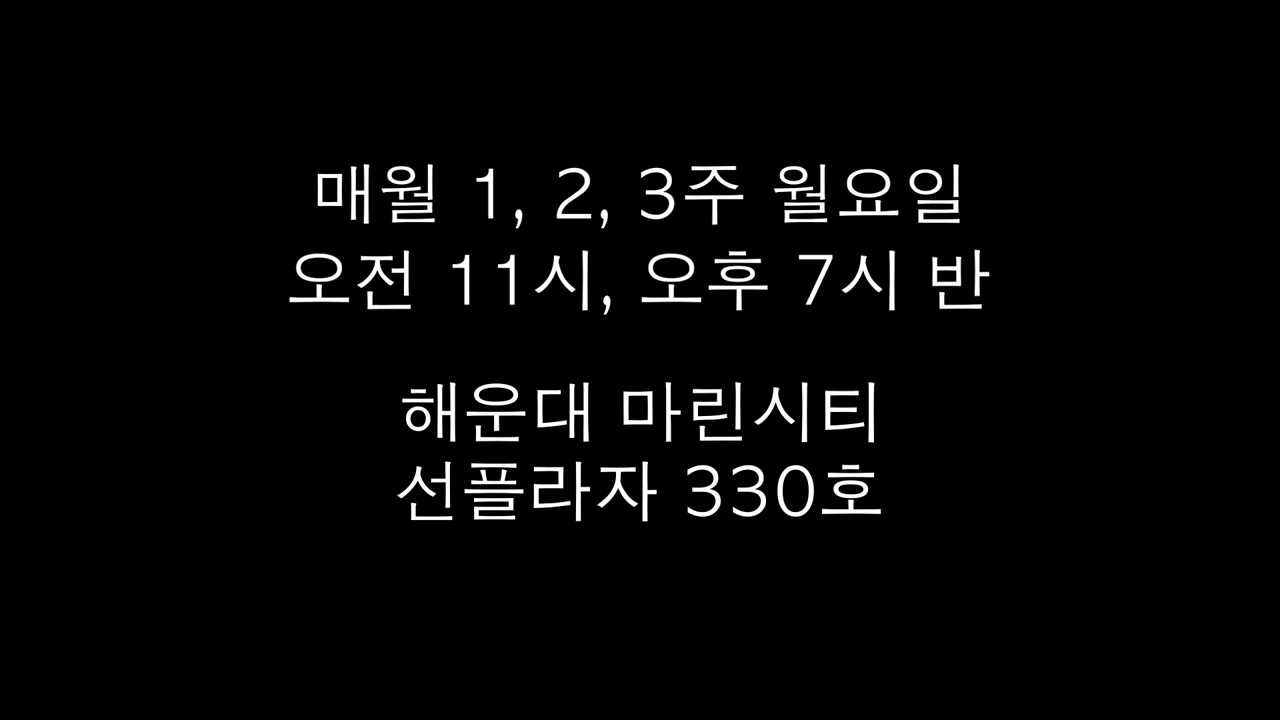 매월 1, 2, 3주 월요일
오전 11시, 오후 7시 반
해운대 마린시티
선플라자 330호